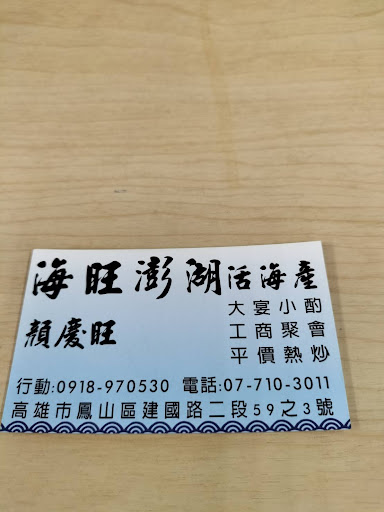 海旺澎湖活海產
大宴小酌
顏慶旺
工商聚會
平價熱炒
行動:0918-970530 電話:07-710-3011
高雄市鳳山區建國路二段59之3號